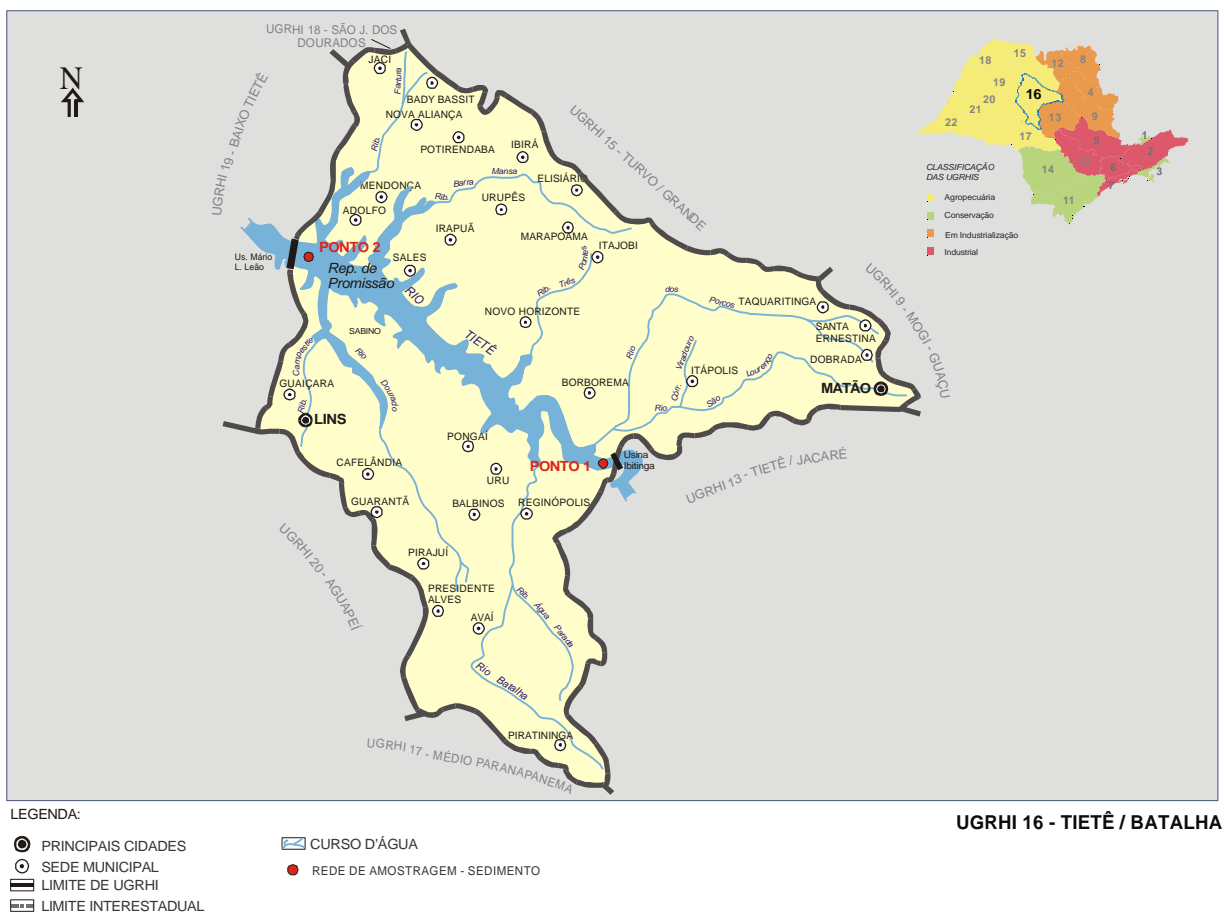 UGRHI 18 - SÃO J. DOS
DOURADOS
N
JACI
Fartura
Rib.
BADY BASSIT
NOVA ALIANÇA
POTIRENDABA
IBIRÁ
UGRHI 19 - BAIXO TIETÊ
UGRHI 15 - TURVO / GRANDE
MENDONÇA
Rib. Barra Mansa
ELISIÁRIO
ADOLFO
URUPÊS
IRAPUÃ
MARAPOAMA
ITAJOBI
PONTO 2
Us. Mário
L. Leão
Rep. de
Promissão
SALES
RIO
TIETÊ
Rib. Três Pontes
NOVO HORIZONTE
SABINO
Rio dos Porcos
TAQUARITINGA
SANTA
ERNESTINA
DOBRADA
UGRHI 9 - MOGI - GUAÇU
Rib. Campestre
Rio Dourado
GUAIÇARA
LINS
BORBOREMA
Córr. Viradouro
ITÁPOLIS
Rio São Lourenço
MATÃO
PONGAÍ
CAFELÂNDIA
URU
PONTO 1
Usina
Ibitinga
UGRHI 13 - TIETÊ / JACARÉ
GUARANTÃ
BALBINOS
REGINÓPOLIS
UGRHI 20 - AGUAPEÍ
PIRAJUÍ
PRESIDENTE
ALVES
AVAÍ
Rib. Água Parada
Rio Batalha
PIRATININGA
UGRHI 17 - MÉDIO PARANAPANEMA
15
18
12
8
19
16
4
20
21
13
9
22
17
5
1
2
10
14
6
3
7
11
CLASSIFICAÇÃO
DAS UGRHIS
Agropecuária
Conservação
Em Industrialização
Industrial
LEGENDA:
UGRHI 16 - TIETÊ / BATALHA
PRINCIPAIS CIDADES
CURSO D'ÁGUA
SEDE MUNICIPAL
REDE DE AMOSTRAGEM - SEDIMENTO
LIMITE DE UGRHI
LIMITE INTERESTADUAL